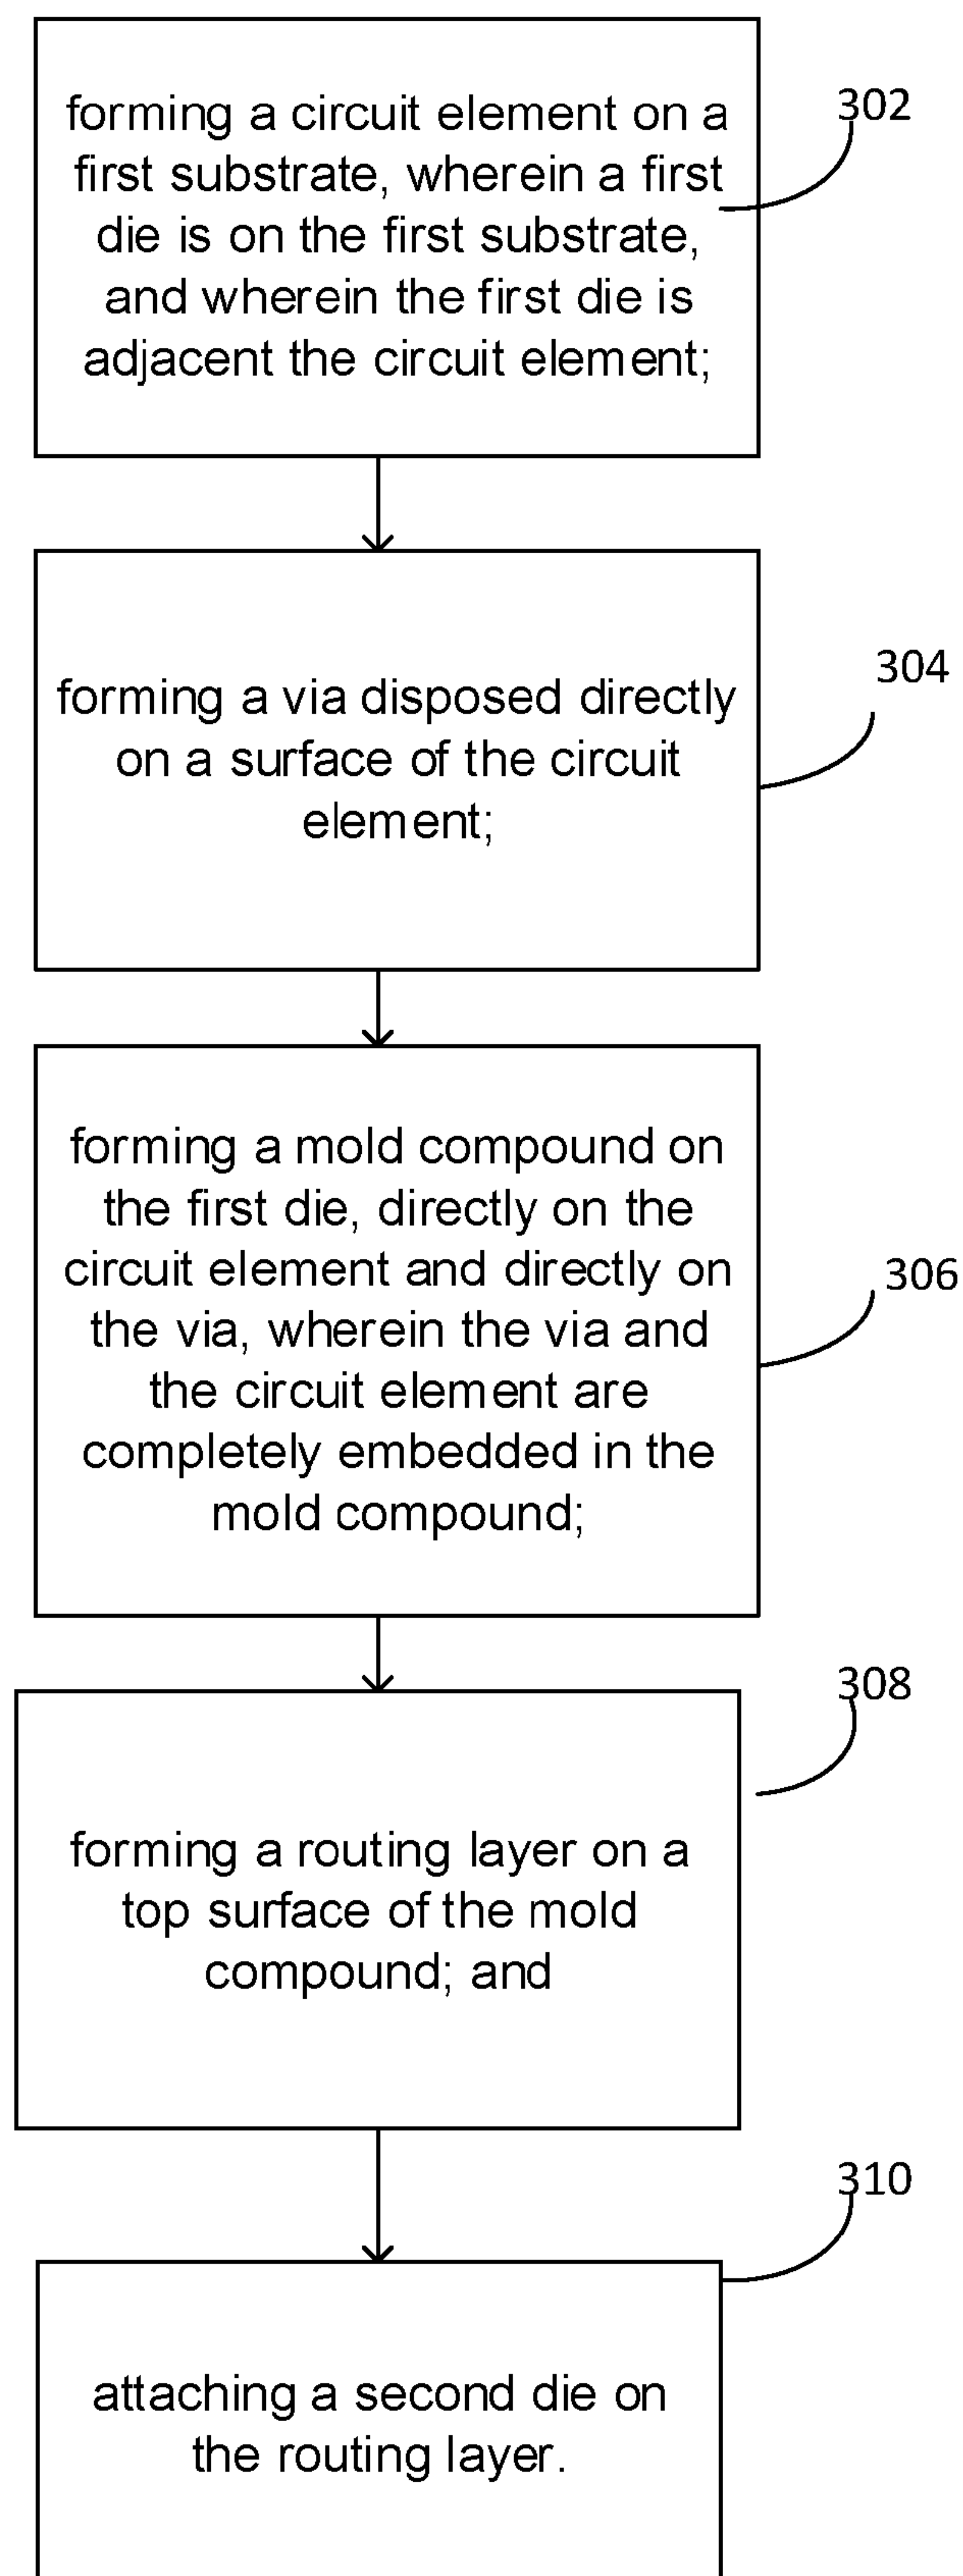 forming a circuit element on a
first substrate, wherein a first
die is on the first substrate,
and wherein the first die is
adjacent the circuit element;
302
forming a via disposed directly
on a surface of the circuit
element;
304
forming a mold compound on
the first die, directly on the
circuit element and directly on
the via, wherein the via and
the circuit element are
completely embedded in the
mold compound;
306
forming a routing layer on a
top surface of the mold
compound; and
308
attaching a second die on
the routing layer.
310